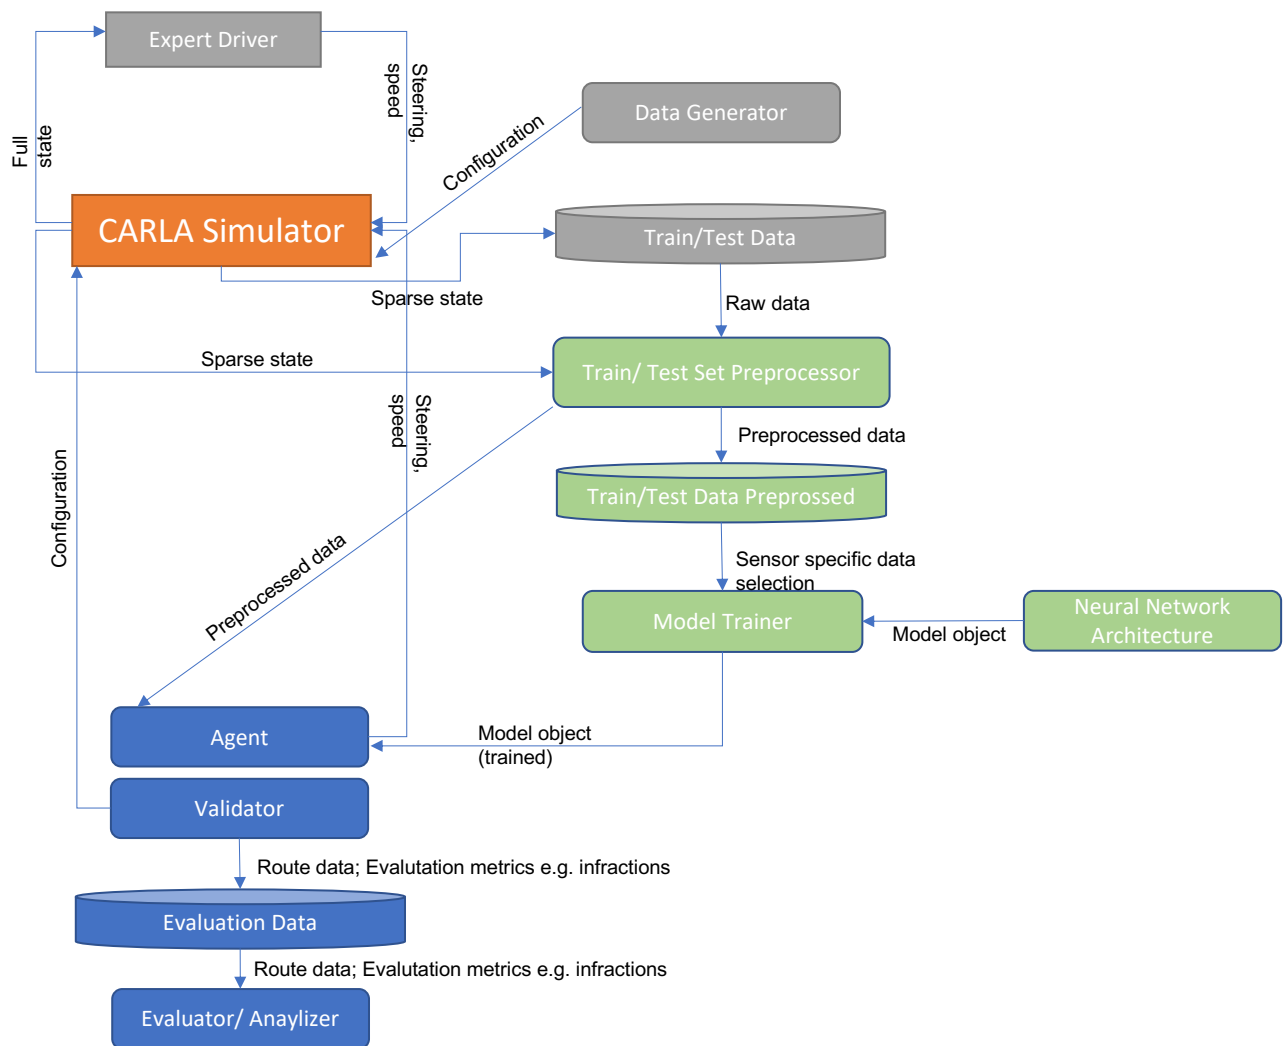 Expert Driver
Steering,
speed
Data Generator
Full
state
Configuration
CARLA Simulator
Train/Test Data
Sparse state
Raw data
Sparse state
Train/ Test Set Preprocessor
Steering,
speed
Preprocessed data
Configuration
Train/Test Data Preprossed
Preprocessed data
Sensor specific data
selection
Model Trainer
Neural Network
Architecture
Model object
Agent
Model object
(trained)
Validator
Route data; Evalutation metrics e.g. infractions
Evaluation Data
Route data; Evalutation metrics e.g. infractions
Evaluator/ Anaylizer